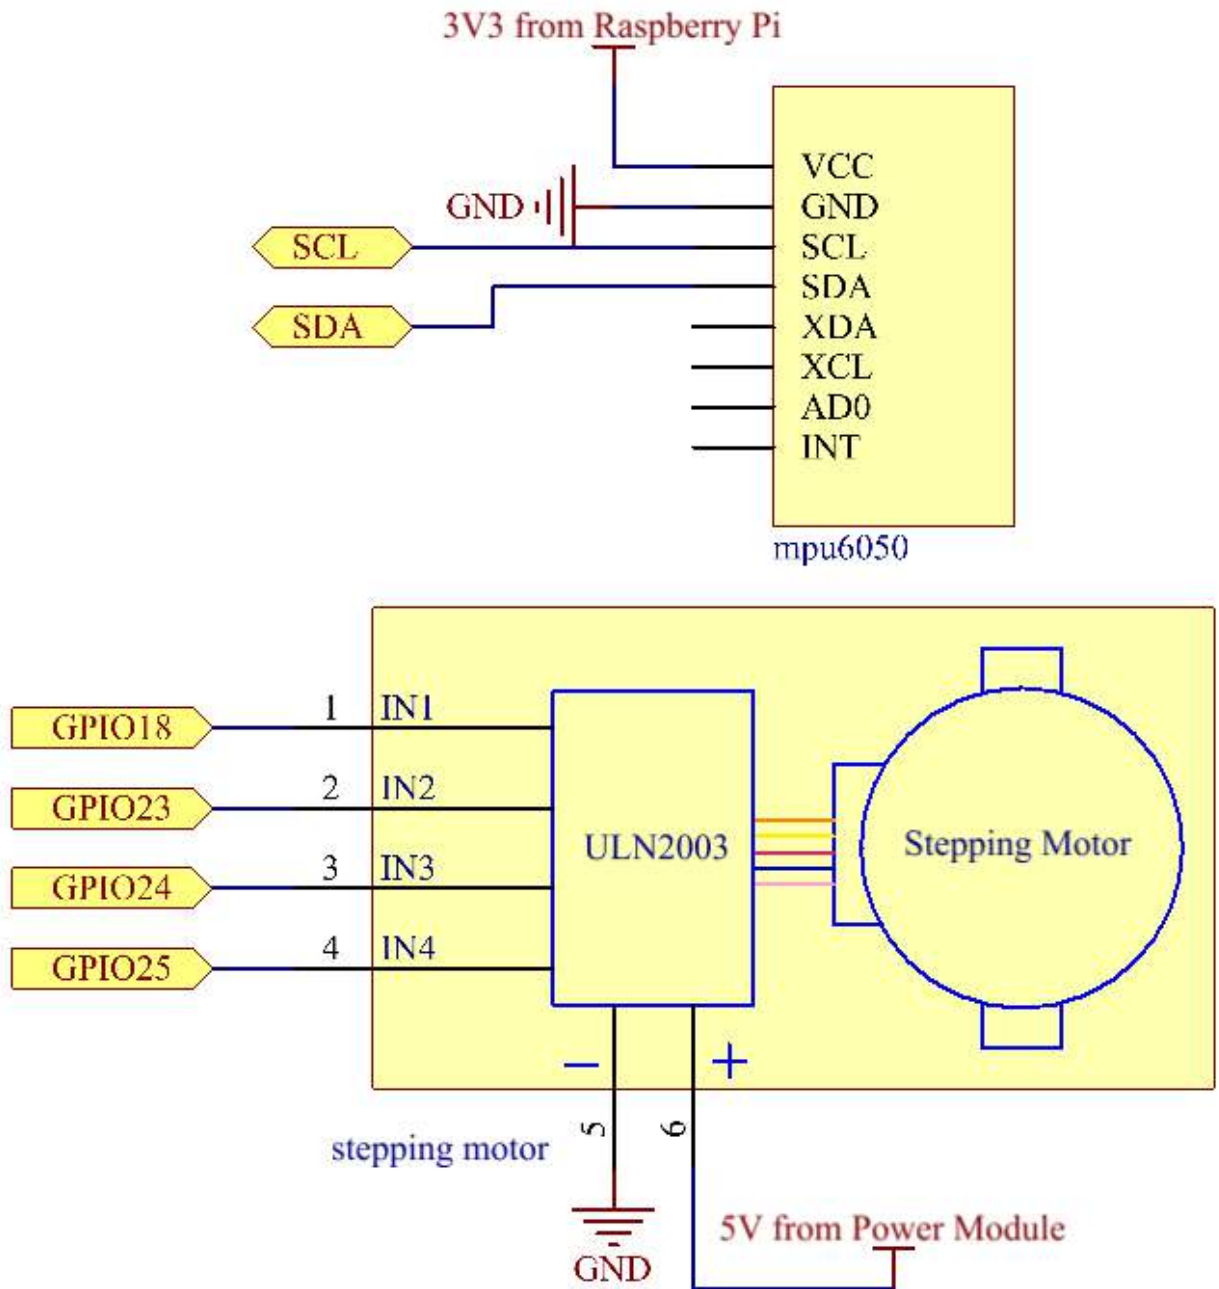 3V3 from Raspberry Pi
VCC
GND
GND
SCL
SCL
SDA
SDA
XDA
XCL
AD0
INT
mpu6050
GPIO18
1
IN1
GPIO23
2
IN2
GPIO24
3
IN3
GPIO25
4
IN4
ULN2003
Stepping Motor
−
+
5
6
stepping motor
GND
5V from Power Module